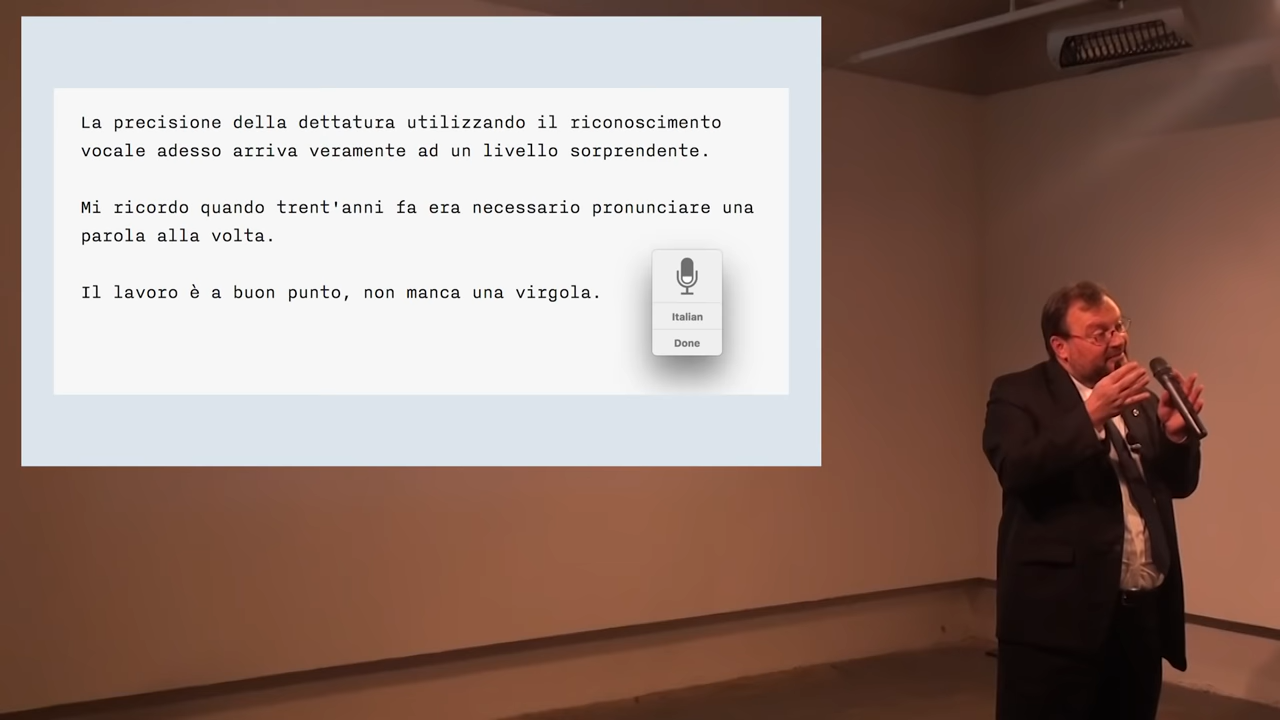 La precisione della dettatura utilizzando il riconoscimento
vocale adesso arriva veramente ad un livello sorprendente.
Mi ricordo quando trent'anni fa era necessario pronunciare una
parola alla volta.
Il lavoro è a buon punto, non manca una virgola.
Italian
Done